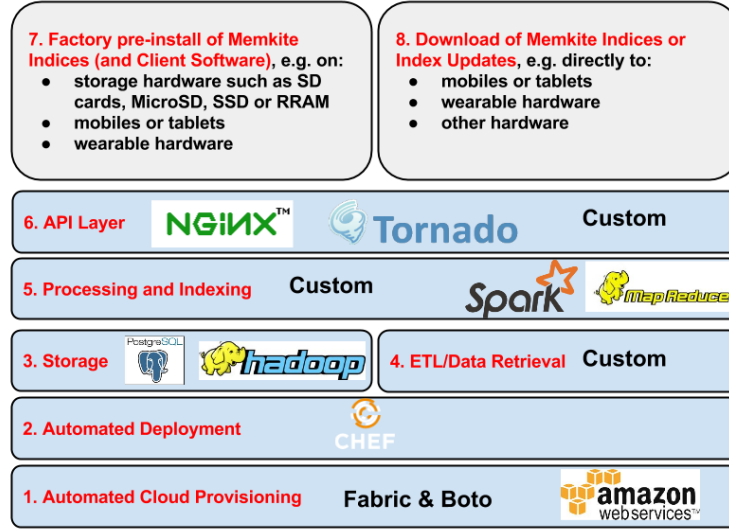 7. Factory pre-install of Memkite
Indices (and Client Software), e.g. on:
● storage hardware such as SD
cards, MicroSD, SSD or RRAM
● mobiles or tablets
● wearable hardware
8. Download of Memkite Indices or
Index Updates, e.g. directly to:
● mobiles or tablets
● wearable hardware
● other hardware
6. API Layer NGINX™ Tornado Custom
5. Processing and Indexing Custom Spark MapReduce
3. Storage PostgreSQL hadoop
4. ETL/Data Retrieval Custom
2. Automated Deployment CHEF
1. Automated Cloud Provisioning Fabric & Boto amazon
webservices™